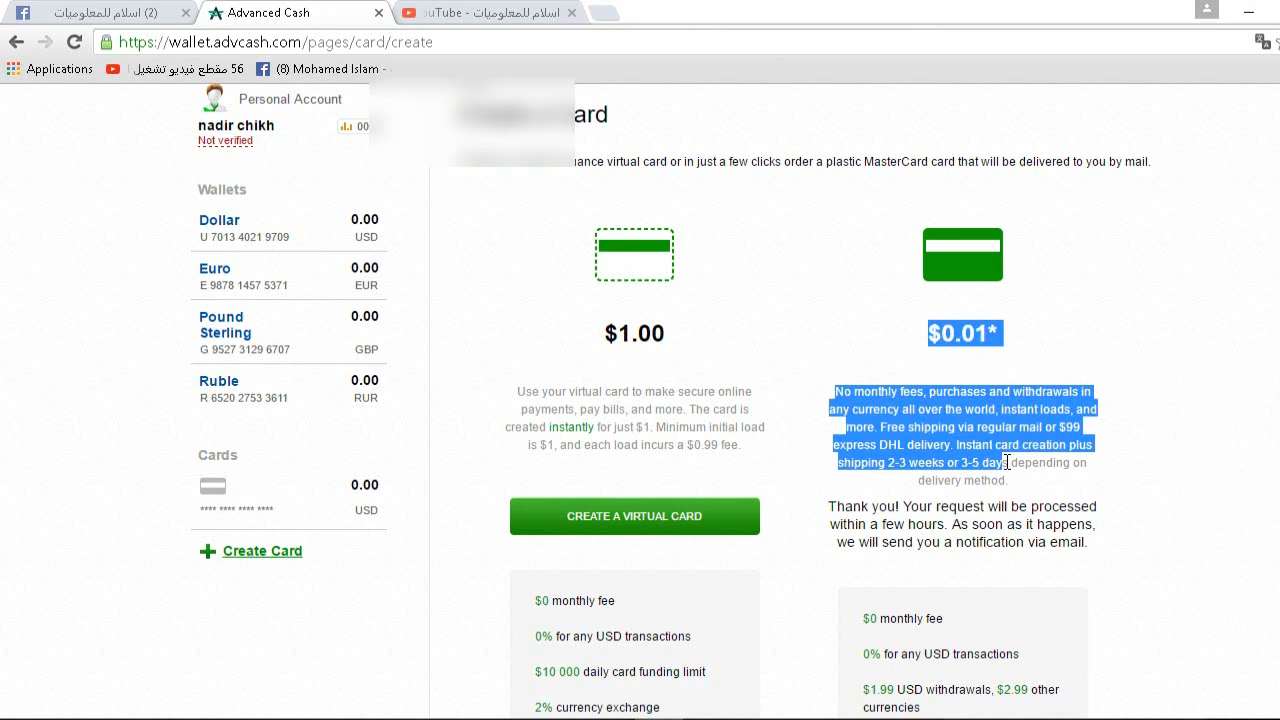 (2) اسلام للمعلوميات
Advanced Cash
اسلام للمعلوميات - YouTube
https://wallet.advcash.com/pages/card/create
Applications
56 مقطع فيديو تشغيل
(8) Mohamed Islam -
Personal Account
nadir chikh
00
Not verified
ard
ance virtual card or in just a few clicks order a plastic MasterCard card that will be delivered to you by mail.
Wallets
Dollar 0.00
U 7013 4021 9709 USD
Euro 0.00
E 9878 1457 5371 EUR
Pound 0.00
Sterling
G 9527 3129 6707 GBP
Ruble 0.00
R 6520 2753 3611 RUR
Cards
0.00
**** **** **** **** USD
Create Card
$1.00
Use your virtual card to make secure online
payments, pay bills, and more. The card is
created instantly for just $1. Minimum initial load
is $1, and each load incurs a $0.99 fee.
CREATE A VIRTUAL CARD
$0 monthly fee
0% for any USD transactions
$10 000 daily card funding limit
2% currency exchange
$0.01*
No monthly fees, purchases and withdrawals in
any currency all over the world, instant loads, and
more. Free shipping via regular mail or $99
express DHL delivery. Instant card creation plus
shipping 2-3 weeks or 3-5 days depending on
delivery method.
Thank you! Your request will be processed
within a few hours. As soon as it happens,
we will send you a notification via email.
$0 monthly fee
0% for any USD transactions
$1.99 USD withdrawals, $2.99 other
currencies